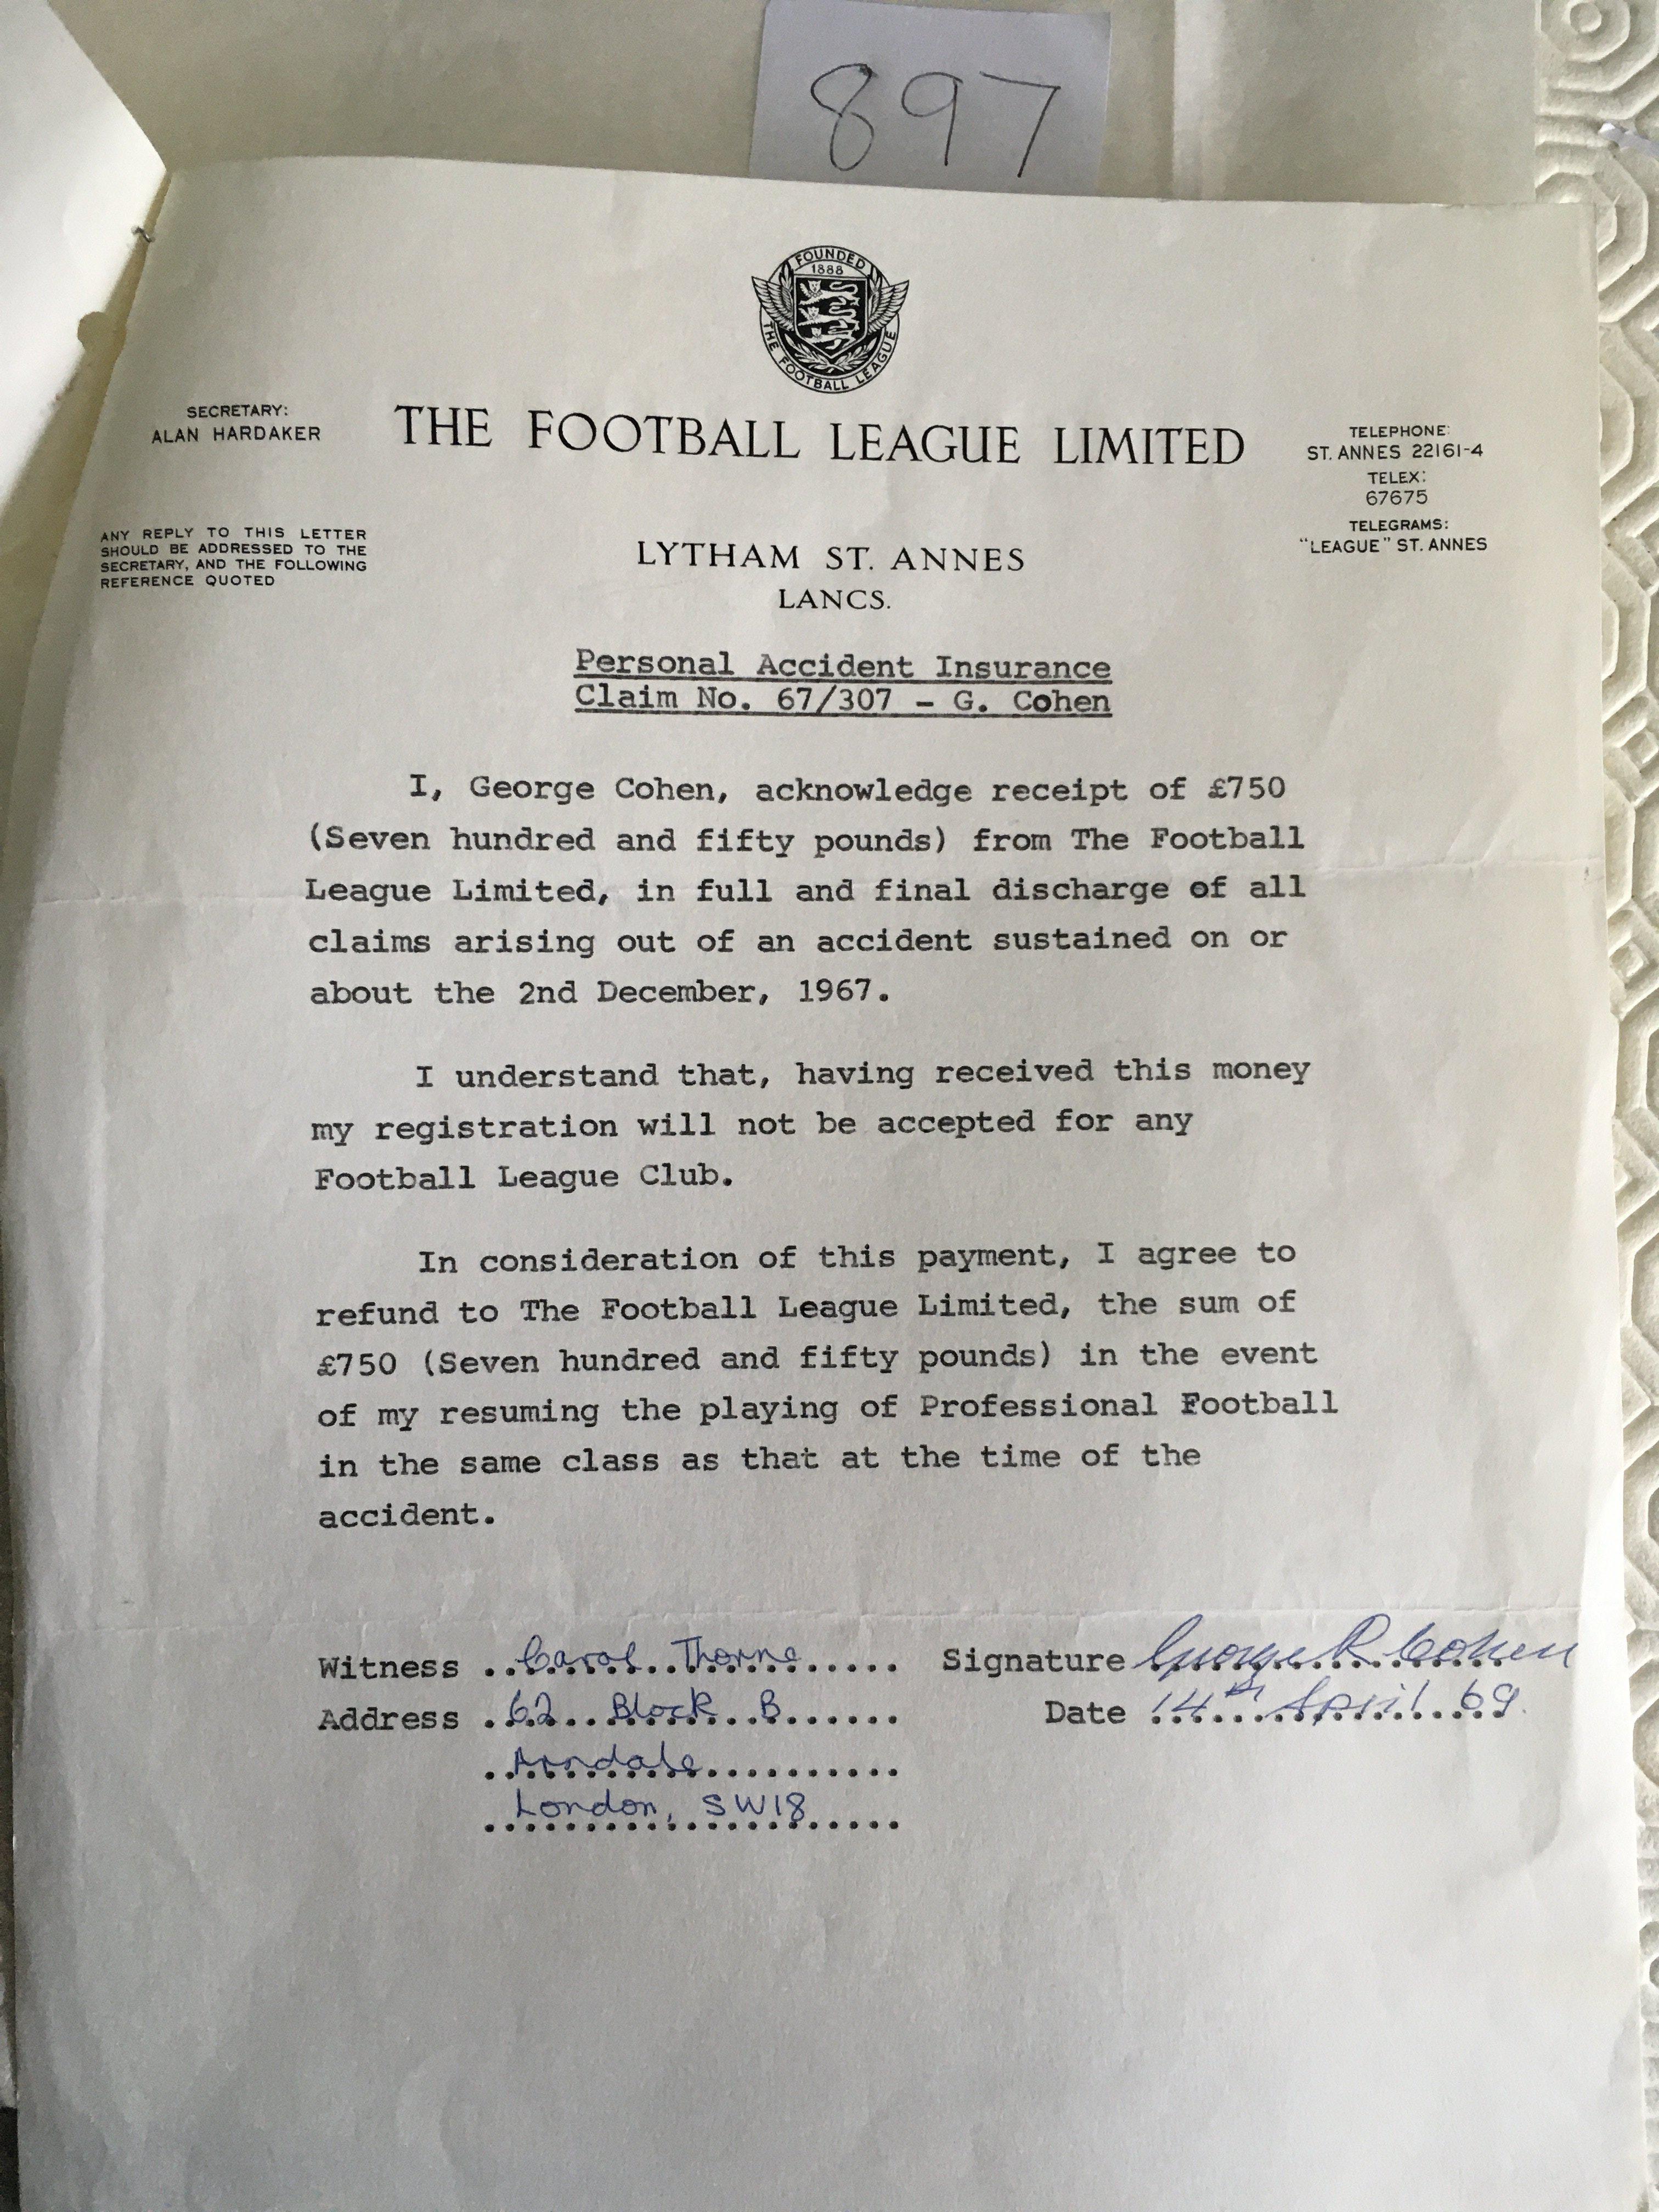 897
FOUNDED
1888
THE FOOTBALL LEAGUE
SECRETARY:
ALAN HARDAKER
THE FOOTBALL LEAGUE LIMITED
TELEPHONE:
ST. ANNES 22161-4
TELEX:
67675
TELEGRAMS:
"LEAGUE" ST. ANNES
ANY REPLY TO THIS LETTER
SHOULD BE ADDRESSED TO THE
SECRETARY, AND THE FOLLOWING
REFERENCE QUOTED
LYTHAM ST. ANNES
LANCS.
Personal Accident Insurance
Claim No. 67/307 - G. Cohen
I, George Cohen, acknowledge receipt of £750
(Seven hundred and fifty pounds) from The Football
League Limited, in full and final discharge of all
claims arising out of an accident sustained on or
about the 2nd December, 1967.
I understand that, having received this money
my registration will not be accepted for any
Football League Club.
In consideration of this payment, I agree to
refund to The Football League Limited, the sum of
£750 (Seven hundred and fifty pounds) in the event
of my resuming the playing of Professional Football
in the same class as that at the time of the
accident.
Witness Carol Thorne
Address 62 Block B
Arndale
London, SW18
Signature George R Cohen
Date 14th April 69.